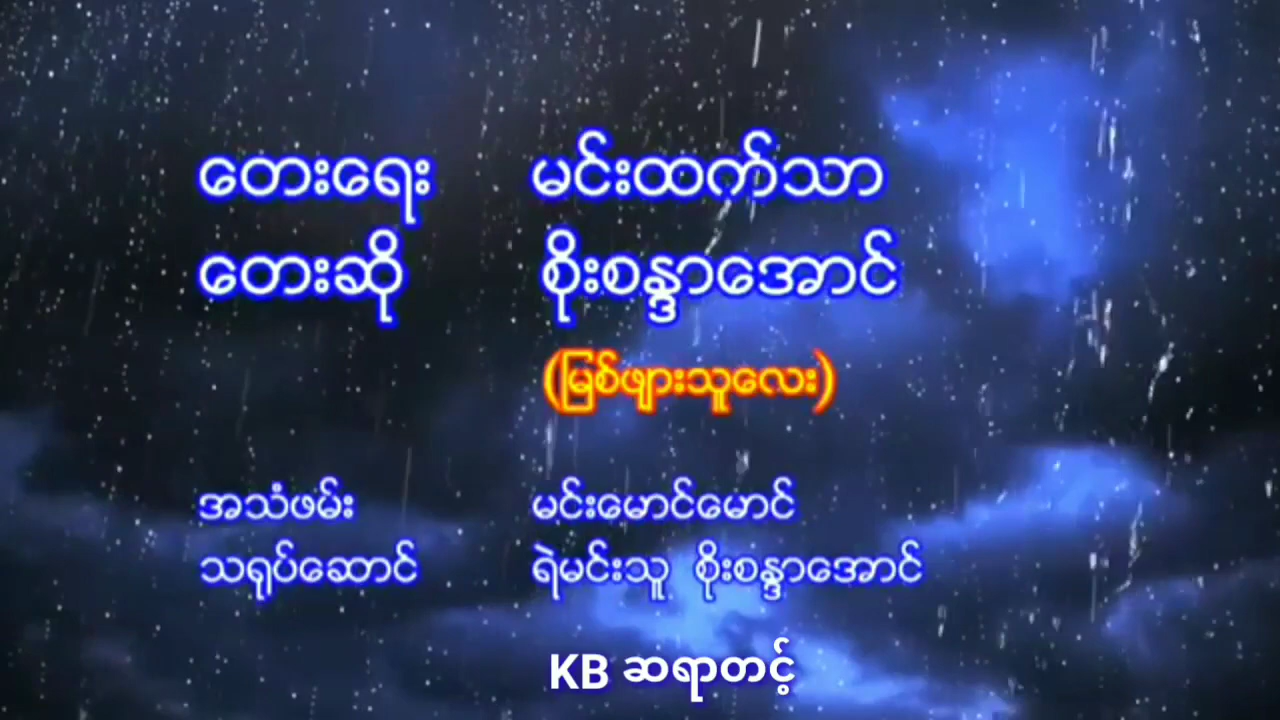 တေးရေး မင်းထက်သာ
တေးဆို စိုးစန္ဒာအောင်
(မြစ်ဖျားသူလေး)
အသံဖမ်း မင်းမောင်မောင်
သရုပ်ဆောင် ရဲမင်းသူ စိုးစန္ဒာအောင်
KB ဆရာတင့်